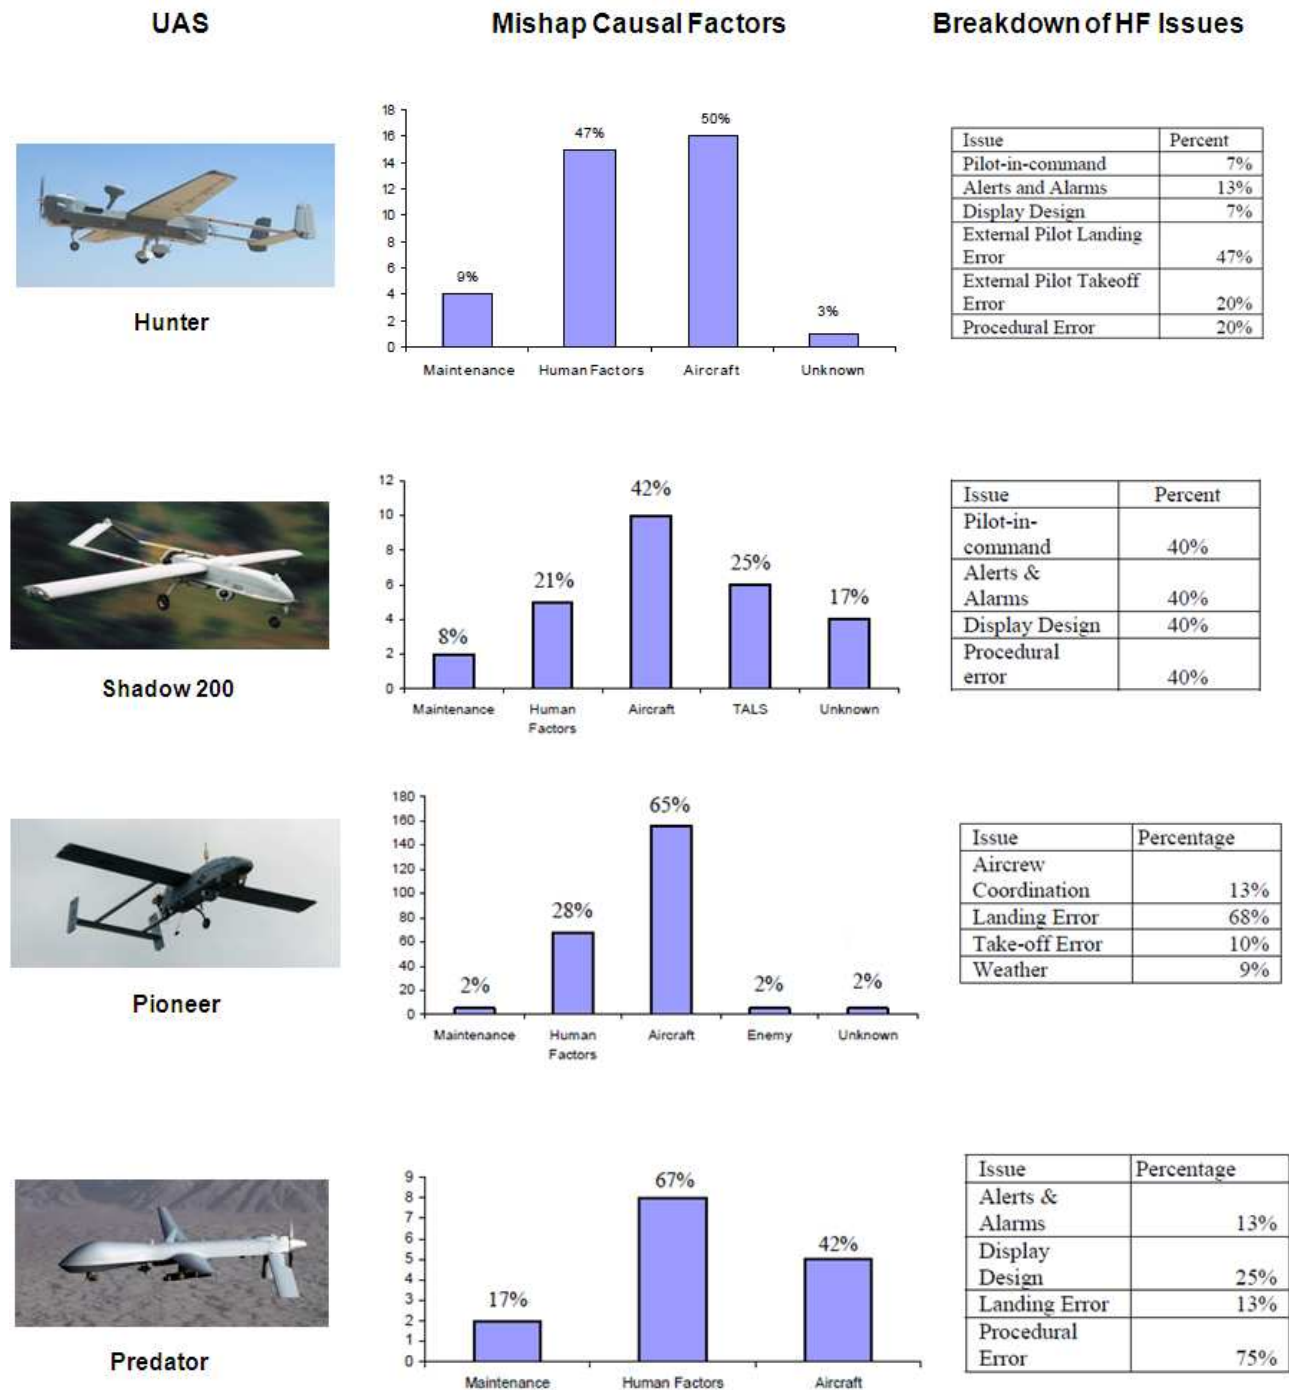 UAS
Mishap Causal Factors
Breakdown of HF Issues
18
16
14
12
10
8
6
4
2
0
9%
47%
50%
3%
Maintenance Human Factors Aircraft Unknown
Hunter
Issue Percent
Pilot-in-command 7%
Alerts and Alarms 13%
Display Design 7%
External Pilot Landing
Error 47%
External Pilot Takeoff
Error 20%
Procedural Error 20%
12
10
8
6
4
2
0
8%
21%
42%
25%
17%
Maintenance Human Aircraft TALS Unknown
Factors
Shadow 200
Issue Percent
Pilot-in-
command 40%
Alerts &
Alarms 40%
Display Design 40%
Procedural
error 40%
180
160
140
120
100
80
60
40
20
0
2%
28%
65%
2%
2%
Maintenance Human Aircraft Enemy Unknown
Factors
Pioneer
Issue Percentage
Aircrew
Coordination 13%
Landing Error 68%
Take-off Error 10%
Weather 9%
9
8
7
6
5
4
3
2
1
0
17%
67%
42%
Maintenance Human Factors Aircraft
Predator
Issue Percentage
Alerts &
Alarms 13%
Display
Design 25%
Landing Error 13%
Procedural
Error 75%